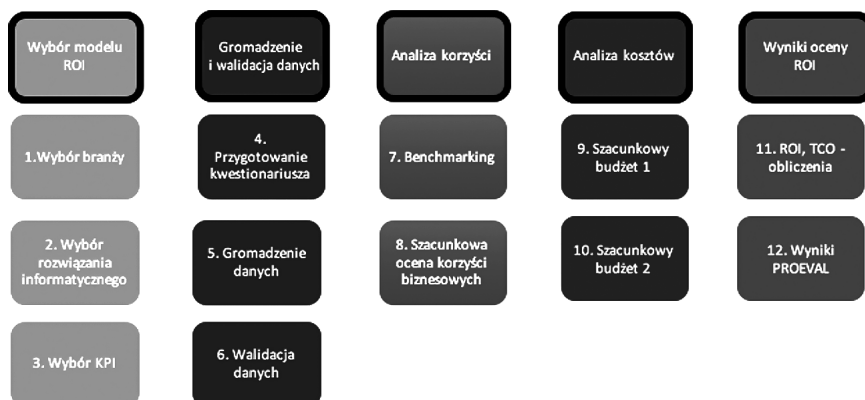 Wybór modelu
ROI
Gromadzenie
i walidacja danych
Analiza korzyści
Analiza kosztów
Wyniki oceny
ROI
1.Wybór branży
4.
Przygotowanie
kwestionariusza
7. Benchmarking
9. Szacunkowy
budżet 1
11. ROI, TCO -
obliczenia
2. Wybór
rozwiązania
informatycznego
5. Gromadzenie
danych
8. Szacunkowa
ocena korzyści
biznesowych
10. Szacunkowy
budżet 2
12. Wyniki
PROEVAL
3. Wybór KPI
6. Walidacja
danych